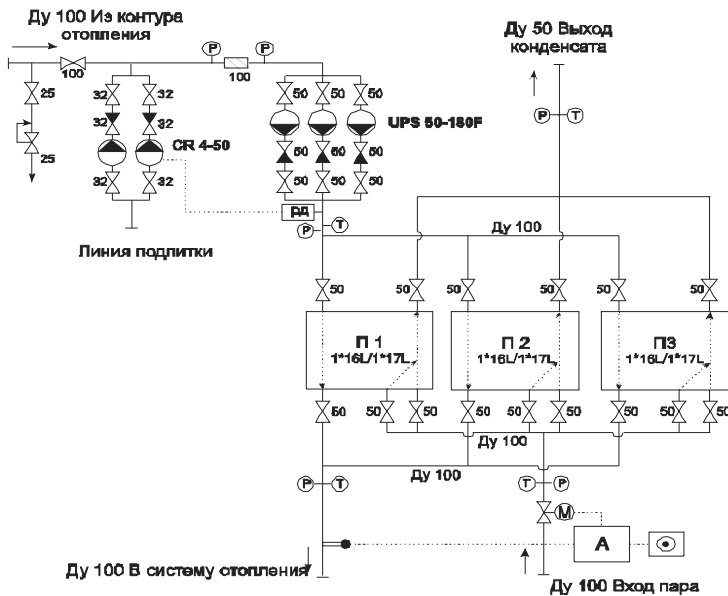 Ду 100 Из контура
отопления
Ду 50 Выход
конденсата
P P
100 100
25 32 32 50 50 50
P T
32 32
UPS 50-180F
CR 4-50
50 50 50
25
32 32 50 50 50
РД
T
P
Линия подпитки
Ду 100
50 50 50 50 50 50
П 1 П 2 П3
1*16L/1*17L 1*16L/1*17L 1*16L/1*17L
50 50 50 50 50 50 50 50 50
Ду 100
Ду 100
P T T P
M
А
Ду 100 В систему отопления
Ду 100 Вход пара